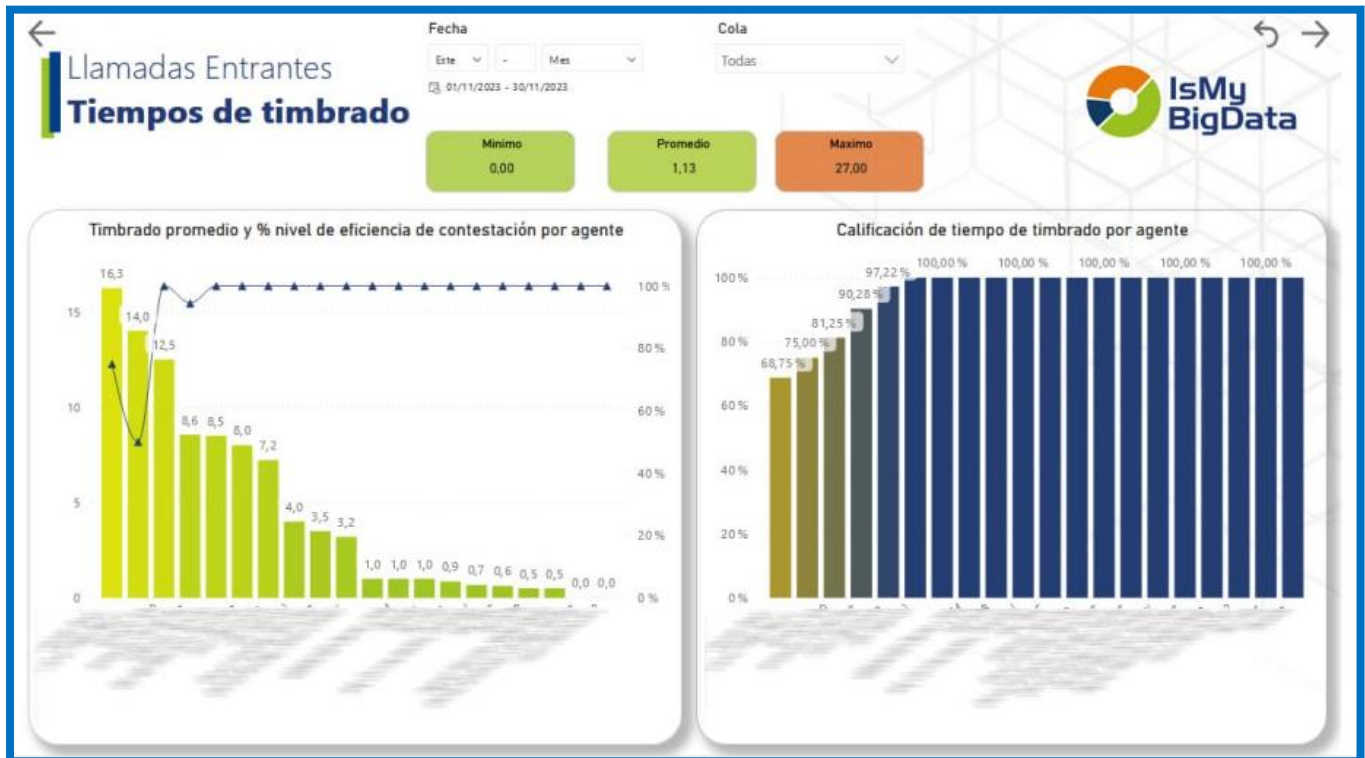 Llamadas Entrantes
Tiempos de timbrado
Fecha
Este - Mes
01/11/2023 - 30/11/2023
Cola
Todas
IsMy
BigData
Minimo
0,00
Promedio
1,13
Maximo
27,00
Timbrado promedio y % nivel de eficiencia de contestación por agente
16,3
14,0
12,5
8,6 8,5 8,0 7,2 4,0 3,5 3,2 1,0 1,0 1,0 0,9 0,7 0,6 0,5 0,5 0,0 0,0
15
10
5
0
100 %
80 %
60 %
40 %
20 %
0 %
Calificación de tiempo de timbrado por agente
100 %
80 %
60 %
40 %
20 %
0 %
68,75 %
75,00 %
81,25 %
90,28 %
97,22 %
100,00 % 100,00 % 100,00 % 100,00 % 100,00 %